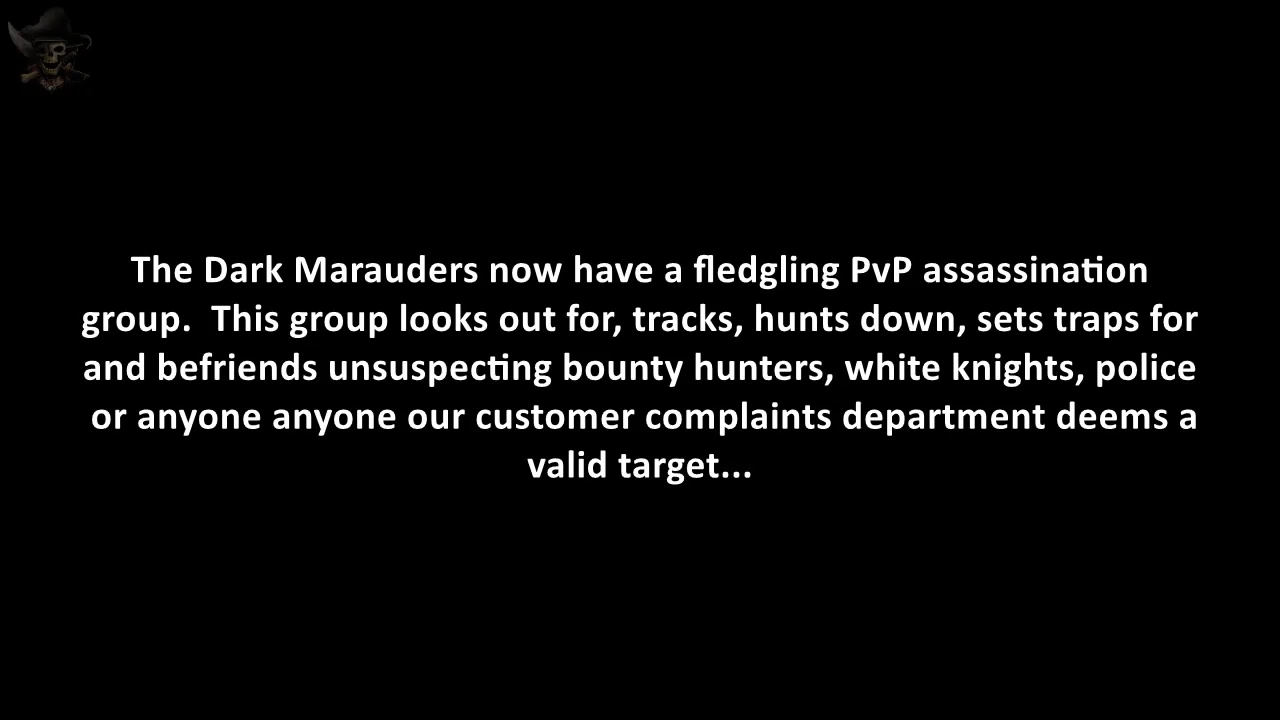 The Dark Marauders now have a fledgling PvP assassination
group.  This group looks out for, tracks, hunts down, sets traps for
and befriends unsuspecting bounty hunters, white knights, police
or anyone anyone our customer complaints department deems a
valid target...